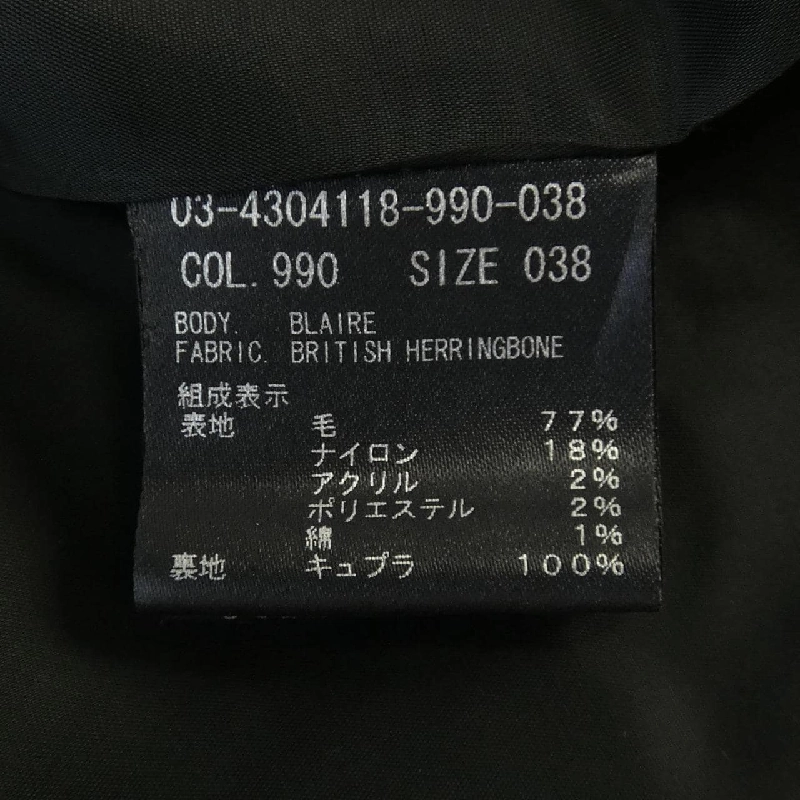 03-4304118-990-038
COL. 990 SIZE 038
BODY. BLAIRE
FABRIC. BRITISH HERRINGBONE
組成表示
表地 毛 77%
ナイロン 18%
アクリル 2%
ポリエステル 2%
綿 1%
裏地 キュプラ 100%